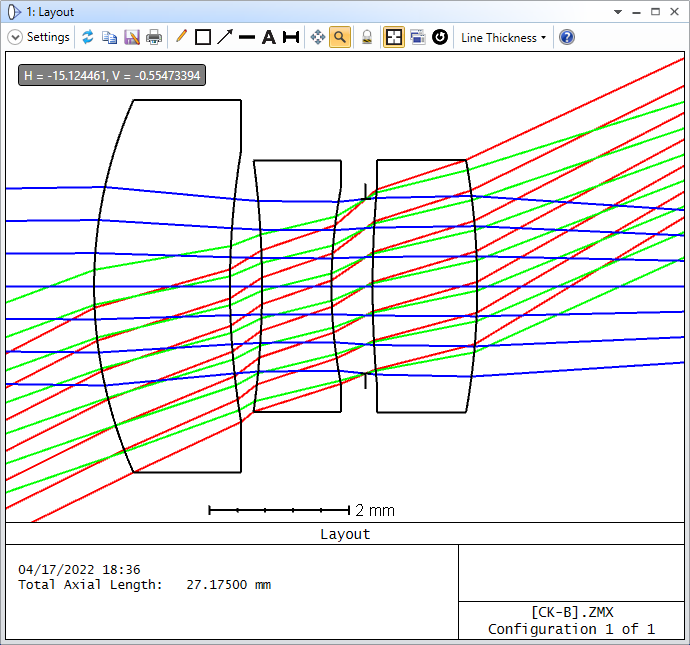 1: Layout
Settings
A
Line Thickness
H = -15.124461, V = -0.55473394
2 mm
Layout
04/17/2022 18:36
Total Axial Length: 27.17500 mm
[CK-B].ZMX
Configuration 1 of 1